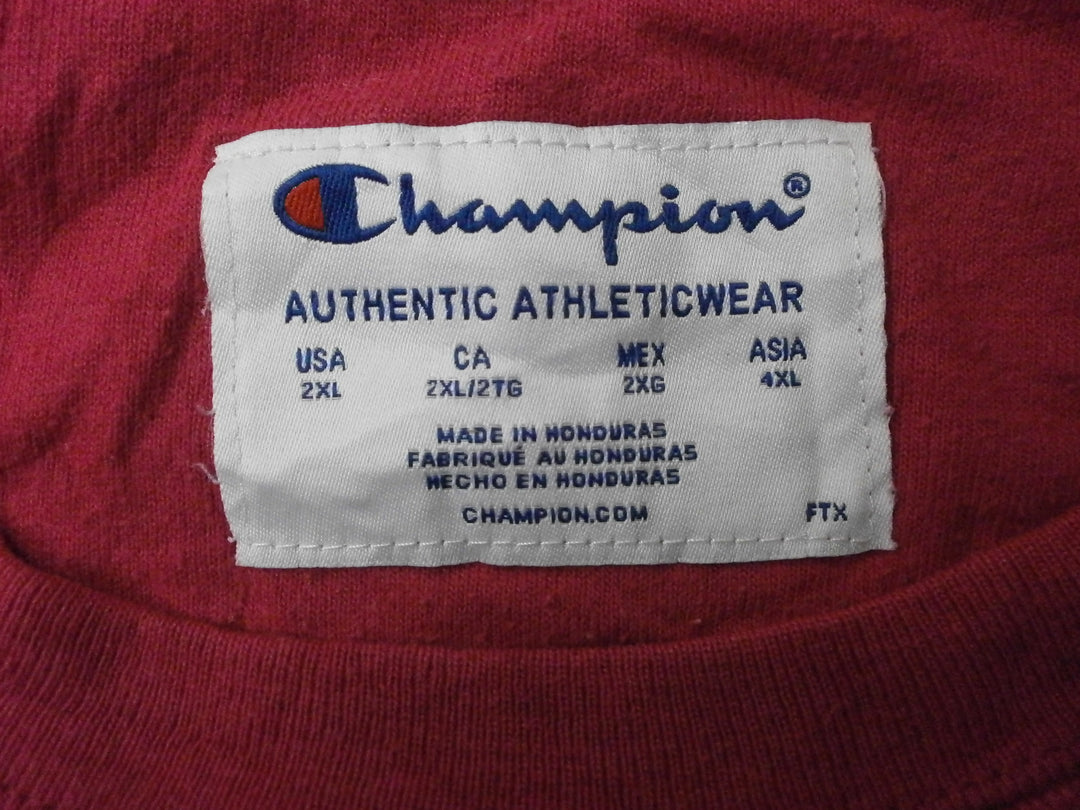 Champion®
AUTHENTIC ATHLETICWEAR
USA CA MEX ASIA
2XL 2XL/2TG 2XG 4XL
MADE IN HONDURAS
FABRIQUÉ AU HONDURAS
HECHO EN HONDURAS
CHAMPION.COM FTX